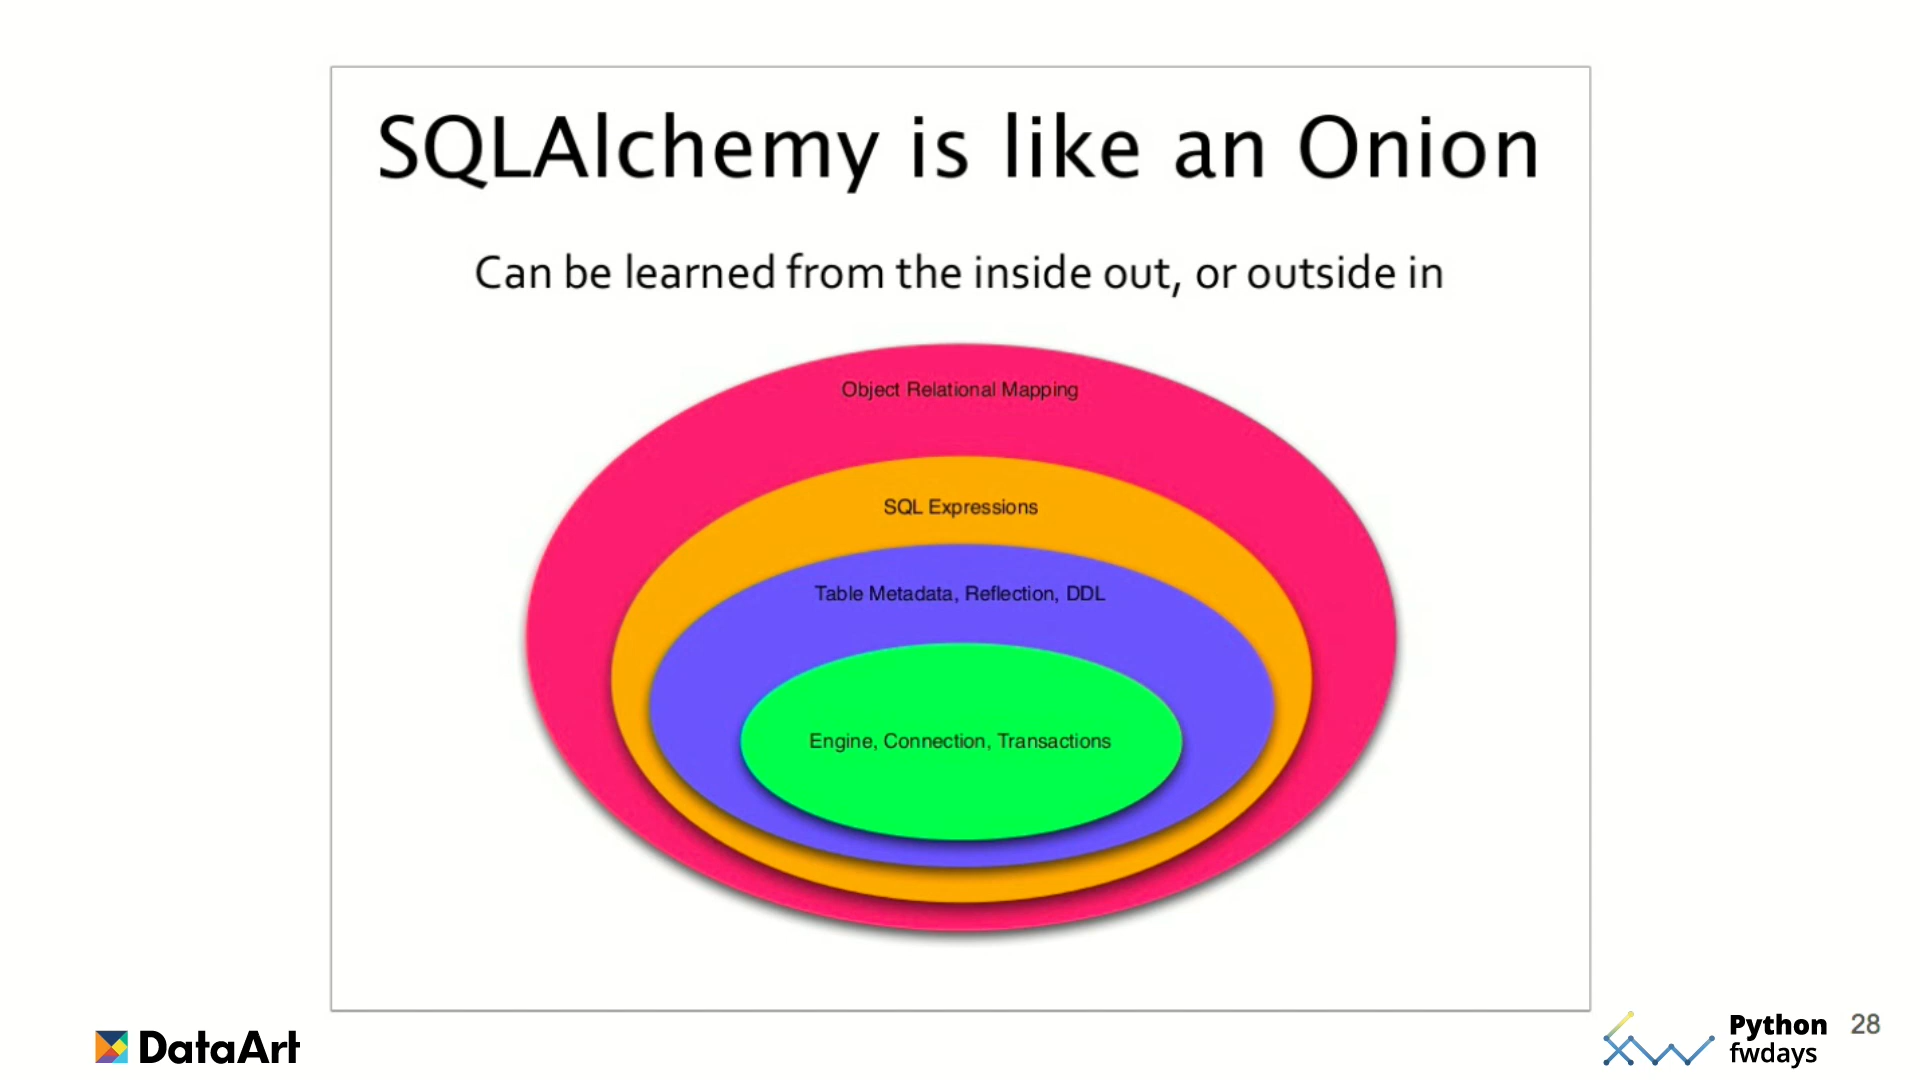 SQLAlchemy is like an Onion
Can be learned from the inside out, or outside in
Object Relational Mapping
SQL Expressions
Table Metadata, Reflection, DDL
Engine, Connection, Transactions
DataArt
Python
fwdays
28